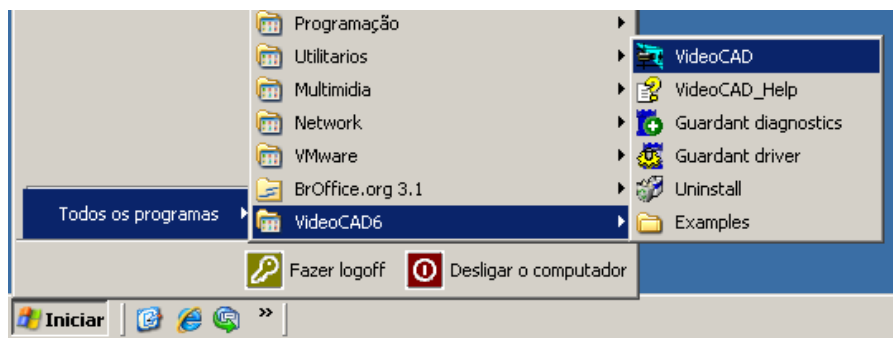 Programação
Utilitarios
Multimidia
Network
VMware
BrOffice.org 3.1
VideoCAD6
VideoCAD
VideoCAD_Help
Guardant diagnostics
Guardant driver
Uninstall
Examples
Todos os programas
Fazer logoff
Desligar o computador
Iniciar